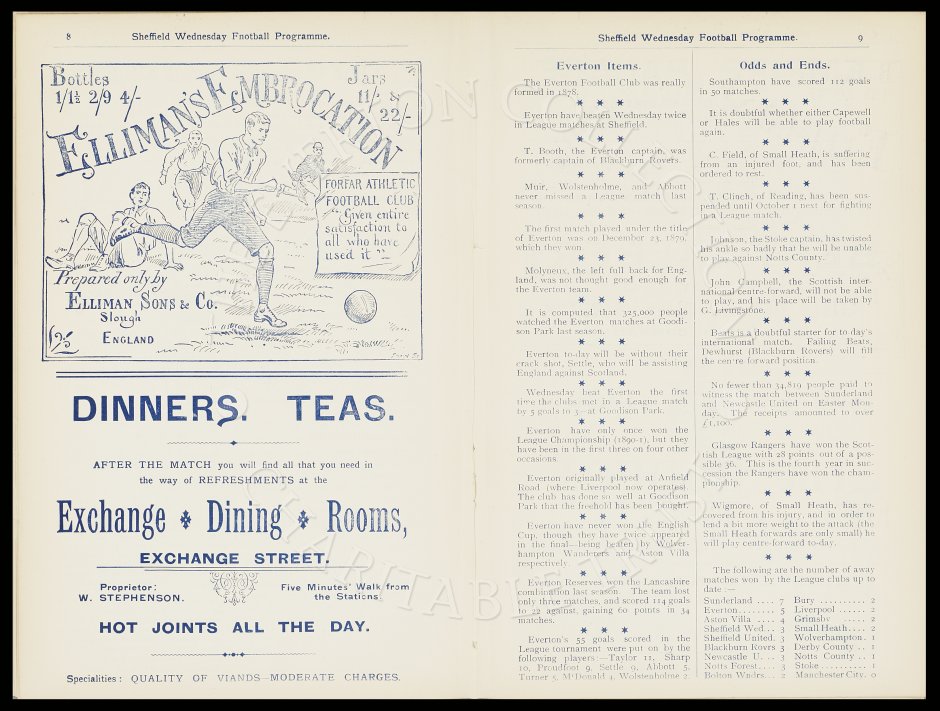 8
Sheffield Wednesday Football Programme.
Bottles
1/1½ 2/9 4/-
Jars
11/- &
22/-
ELLIMAN'S EMBROCATION
FORFAR ATHLETIC
FOOTBALL CLUB
"Given entire
satisfaction to
all who have
used it"
Prepared only by
ELLIMAN SONS & Co.
Slough
ENGLAND
DINNERS. TEAS.
AFTER THE MATCH you will find all that you need in
the way of REFRESHMENTS at the
Exchange Dining Rooms,
EXCHANGE STREET.
Proprietor:
W. STEPHENSON.
Five Minutes' Walk from
the Stations.
HOT JOINTS ALL THE DAY.
Specialities: QUALITY OF VIANDS—MODERATE CHARGES.
Sheffield Wednesday Football Programme.
9
Everton Items.
The Everton Football Club was really
formed in 1878.
* * *
Everton have beaten Wednesday twice
in League matches at Sheffield.
* * *
T. Booth, the Everton captain, was
formerly captain of Blackburn Rovers.
* * *
Muir, Wolstenholme, and Abbott
never missed a League match last
season.
* * *
The first match played under the title
of Everton was on December 23, 1879,
which they won.
* * *
Molyneux, the left full back for Eng-
land, was not thought good enough for
the Everton team.
* * *
It is computed that 325,000 people
watched the Everton matches at Goodi-
son Park last season.
* * *
Everton to-day will be without their
crack shot, Settle, who will be assisting
England against Scotland.
* * *
Wednesday beat Everton the first
time the clubs met in a League match
by 5 goals to 3—at Goodison Park.
* * *
Everton have only once won the
League Championship (1890-1), but they
have been in the first three on four other
occasions.
* * *
Everton originally played at Anfield
Road (where Liverpool now operates).
The club has done so well at Goodison
Park that the freehold has been bought.
* * *
Everton have never won the English
Cup, though they have twice appeared
in the final—being beaten by Wolver-
hampton Wanderers and Aston Villa
respectively.
* * *
Everton Reserves won the Lancashire
combination last season. The team lost
only three matches, and scored 114 goals
to 22 against, gaining 60 points in 34
matches.
* * *
Everton's 55 goals scored in the
League tournament were put on by the
following players:—Taylor 11, Sharp
10, Proudfoot 9, Settle 9, Abbott 5,
Turner 5, McDonald 4, Wolstenholme 2.
Odds and Ends.
Southampton have scored 112 goals
in 50 matches.
* * *
It is doubtful whether either Capewell
or Hales will be able to play football
again.
* * *
C. Field, of Small Heath, is suffering
from an injured foot, and has been
ordered to rest.
* * *
T. Clinch, of Reading, has been sus-
pended until October 1 next for fighting
in a League match.
* * *
Johnson, the Stoke captain, has twisted
his ankle so badly that he will be unable
to play against Notts County.
* * *
John Campbell, the Scottish inter-
national centre-forward, will not be able
to play, and his place will be taken by
G. Livingstone.
* * *
Beats is a doubtful starter for to-day's
international match. Failing Beats,
Dewhurst (Blackburn Rovers) will fill
the centre forward position.
* * *
No fewer than 34,819 people paid to
witness the match between Sunderland
and Newcastle United on Easter Mon-
day. The receipts amounted to over
£1,100.
* * *
Glasgow Rangers have won the Scot-
tish League with 28 points out of a pos-
sible 36. This is the fourth year in suc-
cession the Rangers have won the cham-
pionship.
* * *
Wigmore, of Small Heath, has re-
covered from his injury, and in order to
lend a bit more weight to the attack (the
Small Heath forwards are only small) he
will play centre-forward to-day.
* * *
The following are the number of away
matches won by the League clubs up to
date:—
Sunderland .... 7 Bury .......... 2
Everton ....... 5 Liverpool ...... 2
Aston Villa .... 4 Grimsby ..... 2
Sheffield Wed... 3 Small Heath .... 2
Sheffield United. 3 Wolverhampton. 1
Blackburn Rovers 3 Derby County .. 1
Newcastle U.... 3 Notts County .. 1
Notts Forest.... 3 Stoke .......... 1
Bolton Wndrs... 2 Manchester City. 0
EVERTON COLLECTION
CHARITABLE TRUST